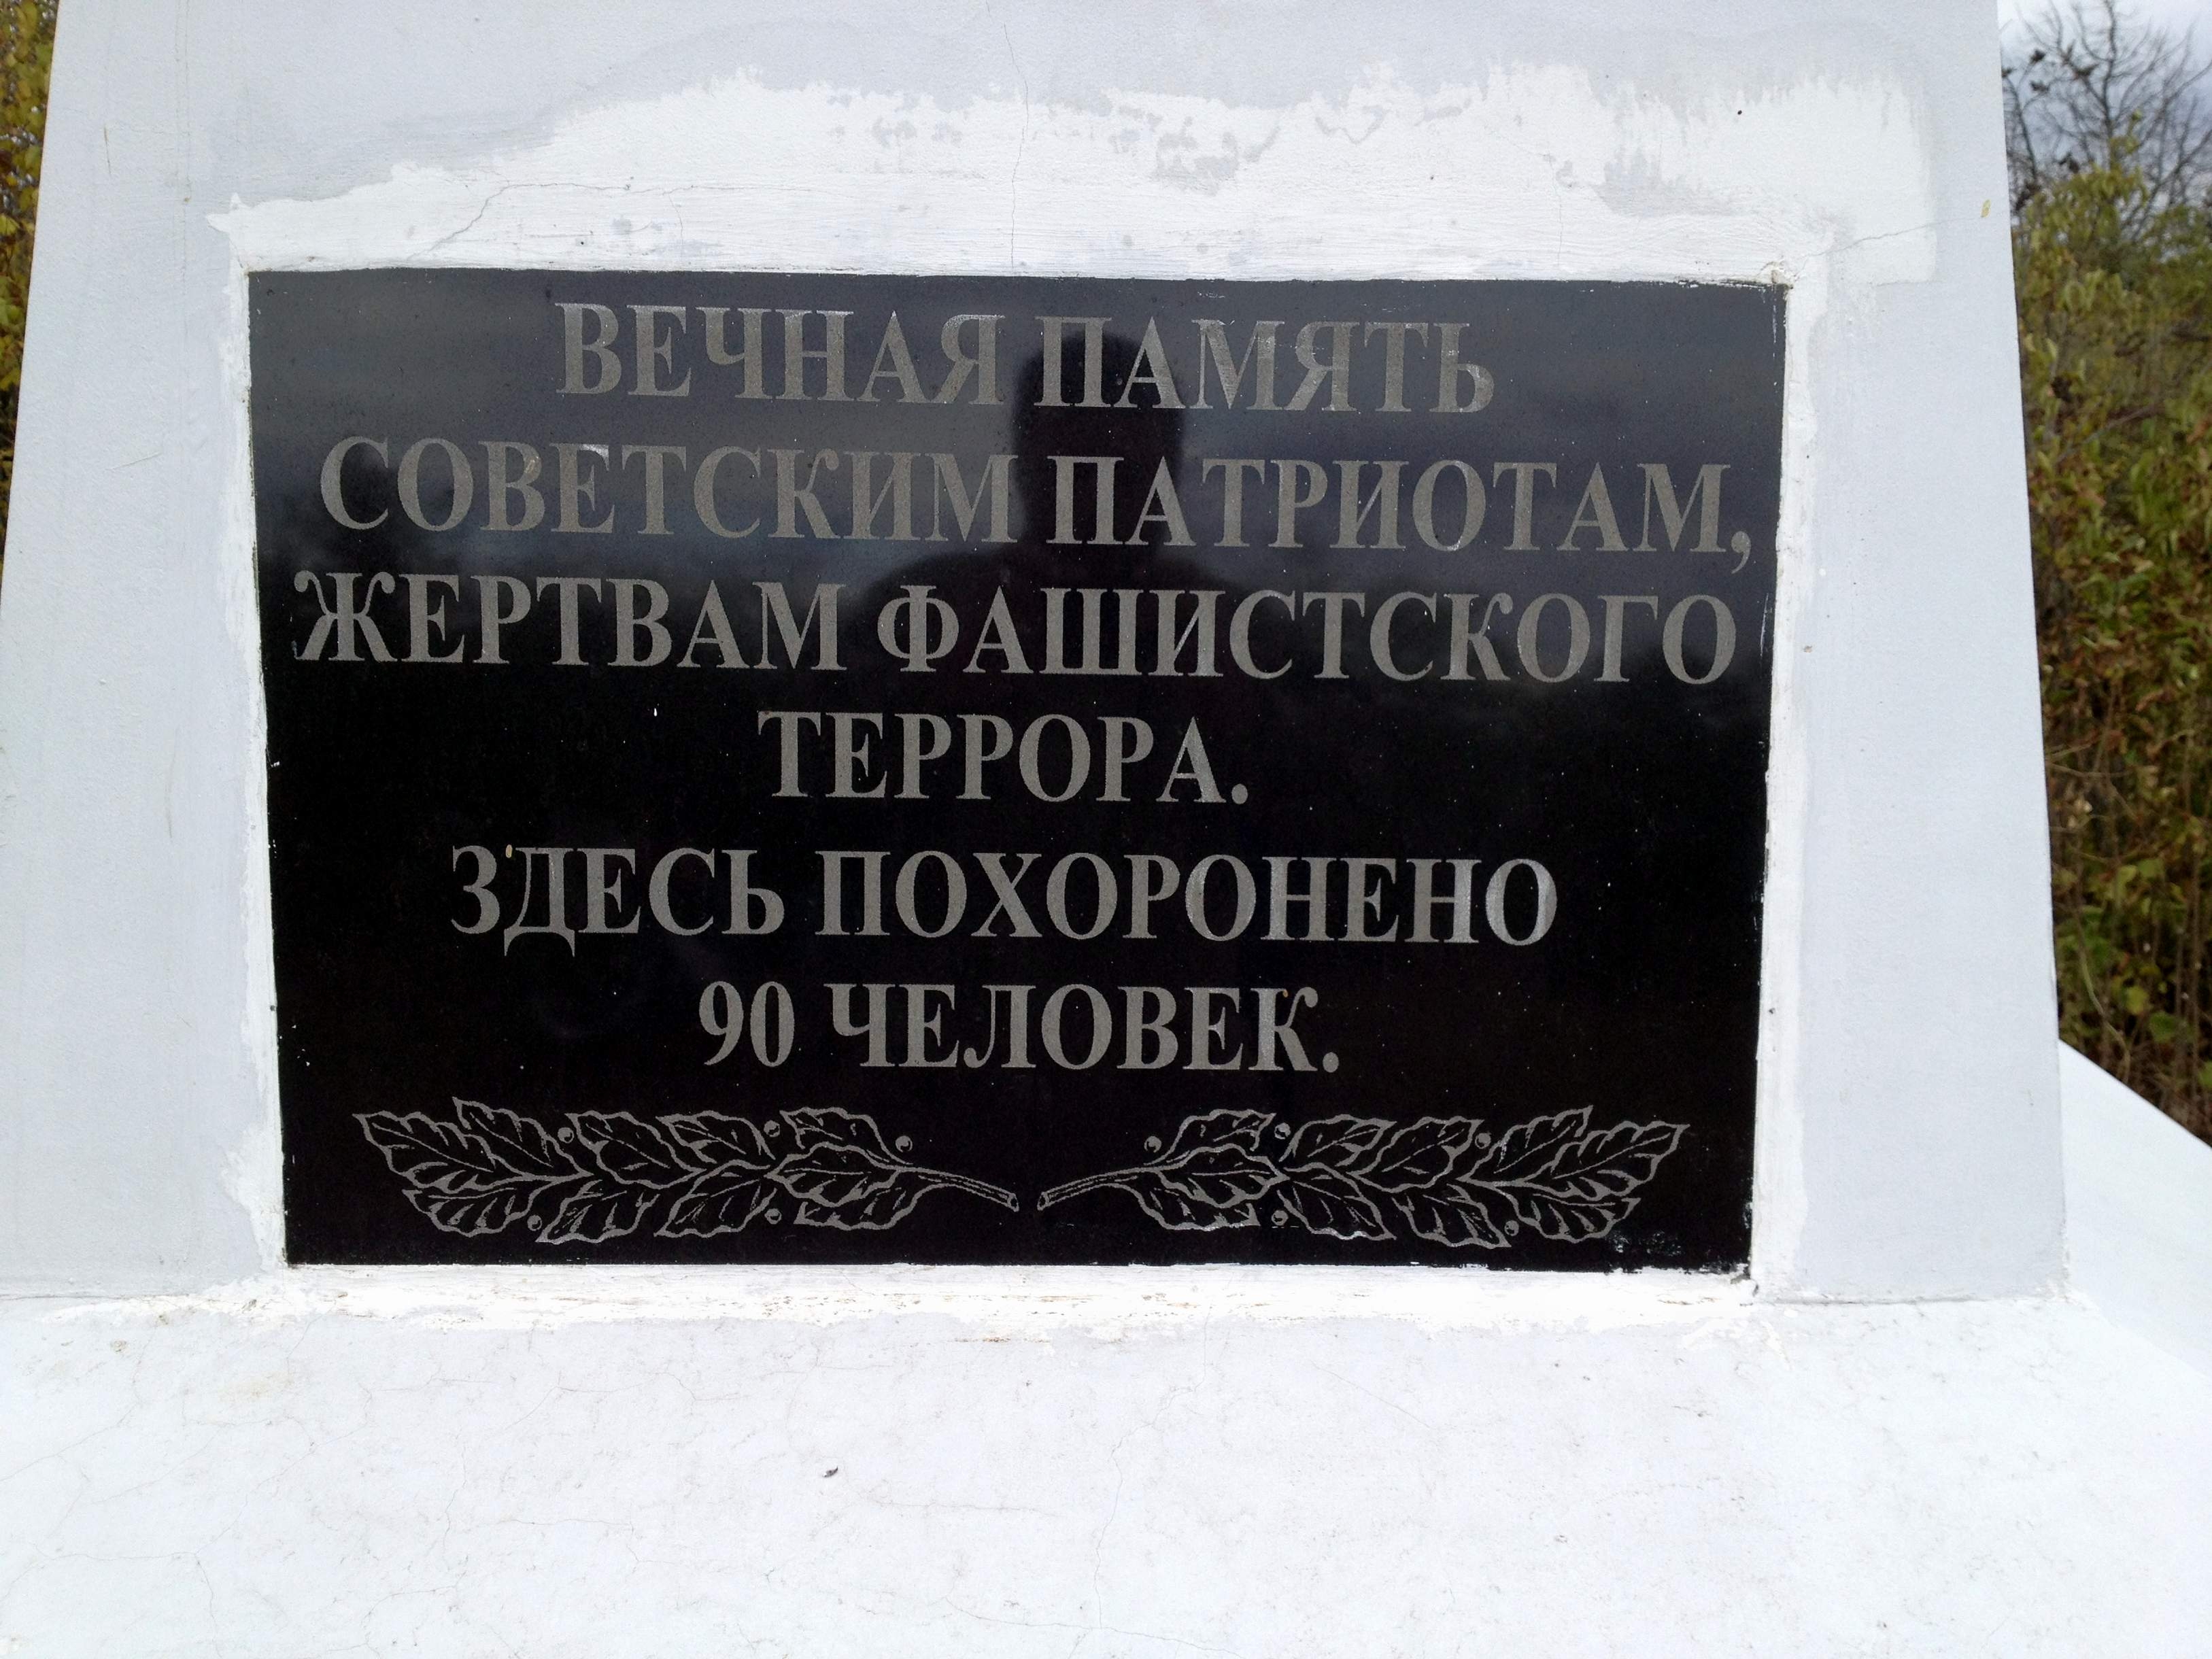 ВЕЧНАЯ ПАМЯТЬ
СОВЕТСКИМ ПАТРИОТАМ,
ЖЕРТВАМ ФАШИСТСКОГО
ТЕРРОРА.
ЗДЕСЬ ПОХОРОНЕНО
90 ЧЕЛОВЕК.